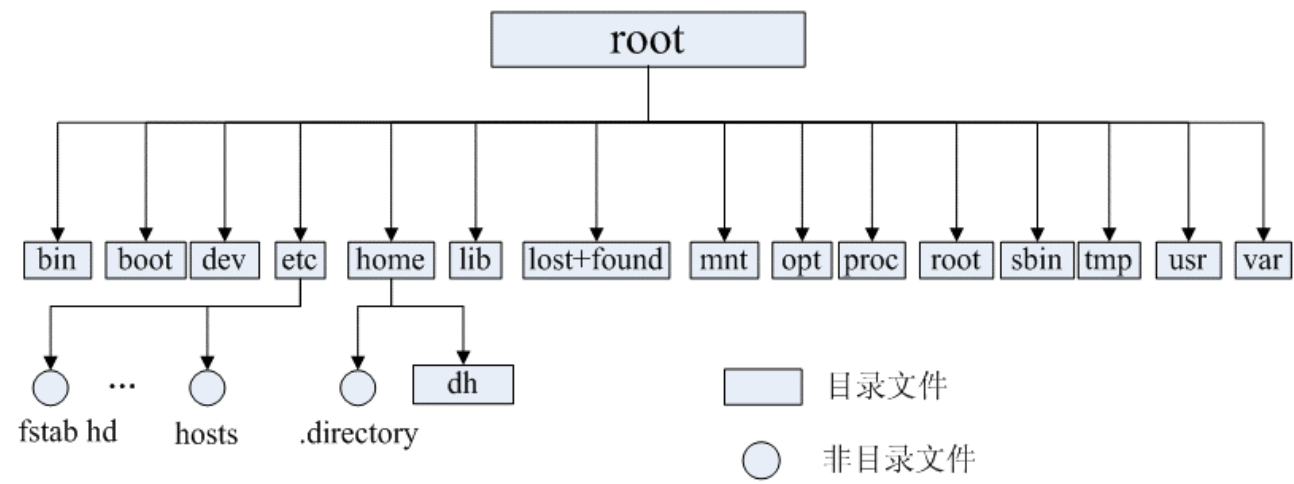 root
bin boot dev etc home lib lost+found mnt opt proc root sbin tmp usr var
... dh 目录文件
fstab hd hosts .directory
非目录文件